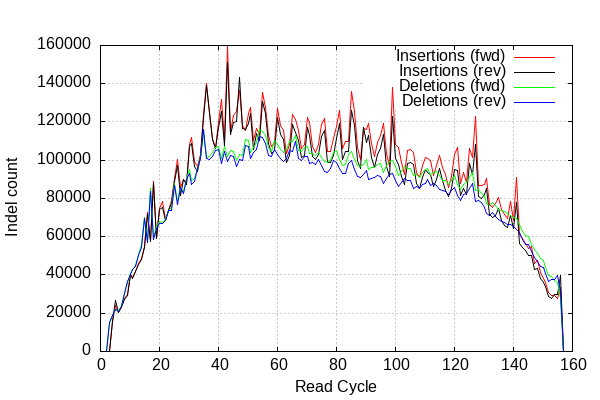 160000
140000
120000
100000
80000
60000
40000
20000
0
0 20 40 60 80 100 120 140 160
Indel count
Read Cycle
Insertions (fwd)
Insertions (rev)
Deletions (fwd)
Deletions (rev)